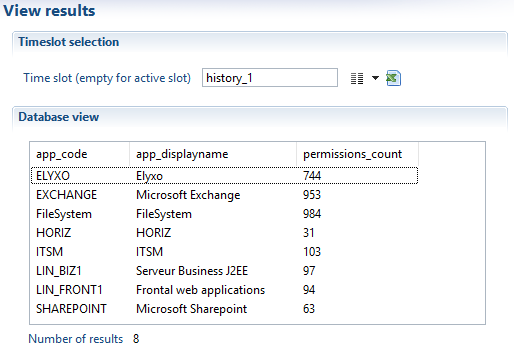 View results
Timeslot selection
Time slot (empty for active slot) history_1
Database view
app_code app_displayname permissions_count
ELYXO Elyxo 744
EXCHANGE Microsoft Exchange 953
FileSystem FileSystem 984
HORIZ HORIZ 31
ITSM ITSM 103
LIN_BIZ1 Serveur Business J2EE 97
LIN_FRONT1 Frontal web applications 94
SHAREPOINT Microsoft Sharepoint 63
Number of results 8